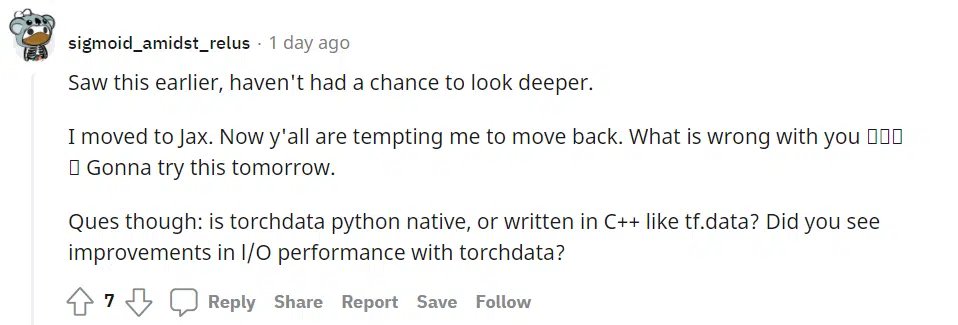 sigmoid_amidst_relus · 1 day ago
Saw this earlier, haven't had a chance to look deeper.
I moved to Jax. Now y'all are tempting me to move back. What is wrong with you ▯▯▯
▯ Gonna try this tomorrow.
Ques though: is torchdata python native, or written in C++ like tf.data? Did you see
improvements in I/O performance with torchdata?
7 Reply Share Report Save Follow